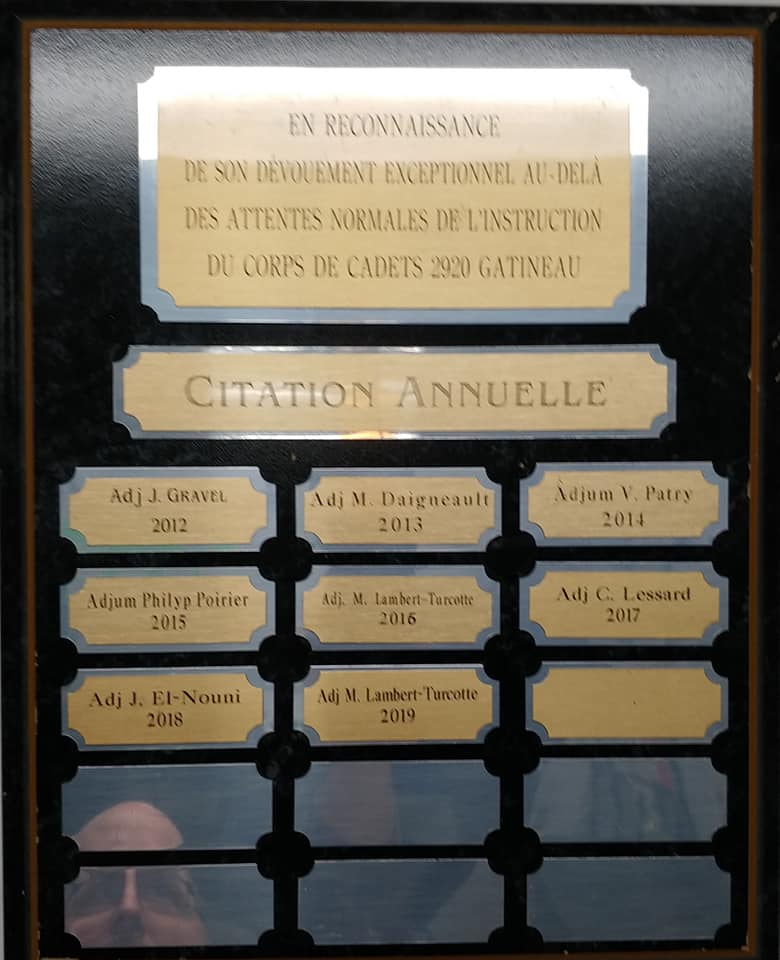 EN RECONNAISSANCE
DE SON DÉVOUEMENT EXCEPTIONNEL AU-DELÀ
DES ATTENTES NORMALES DE L'INSTRUCTION
DU CORPS DE CADETS 2920 GATINEAU
CITATION ANNUELLE
Adj J. GRAVEL
2012
Adj M. Daigneault
2013
Adjum V. Patry
2014
Adjum Philyp Poirier
2015
Adj. M. Lambert-Turcotte
2016
Adj C. Lessard
2017
Adj J. El-Nouni
2018
Adj M. Lambert-Turcotte
2019